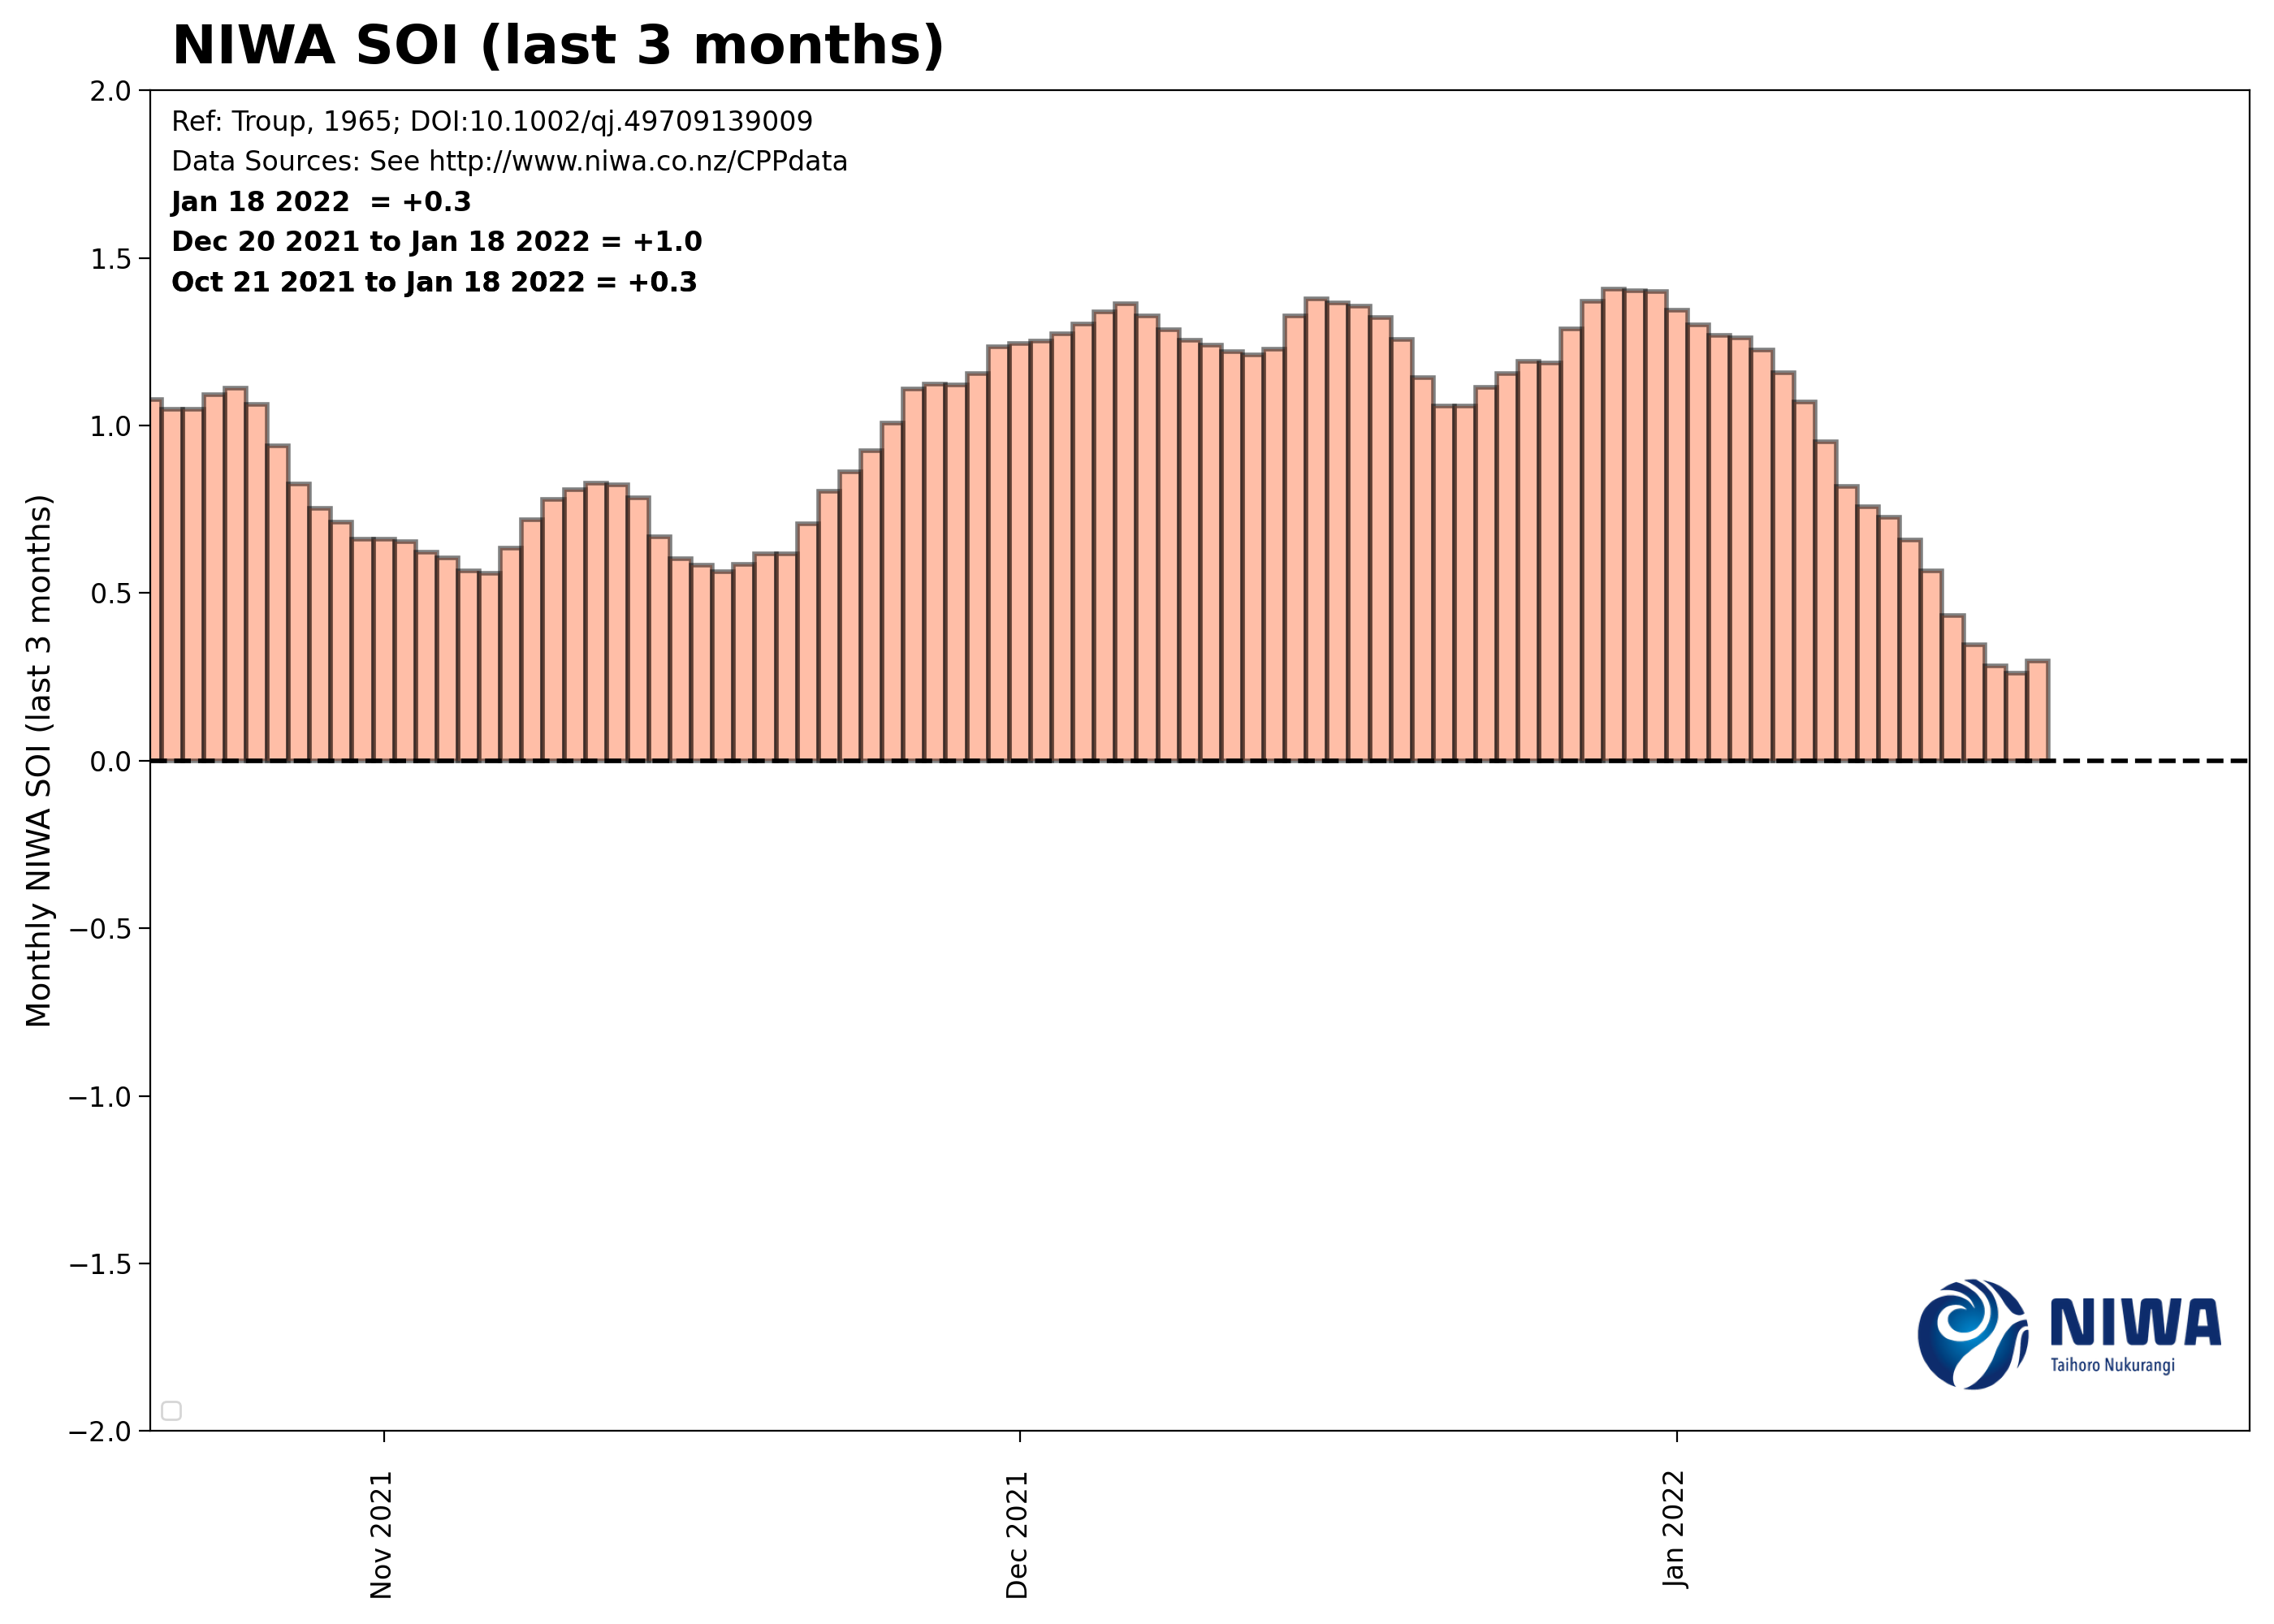 NIWA SOI (last 3 months)
Ref: Troup, 1965; DOI:10.1002/qj.49709139009
Data Sources: See http://www.niwa.co.nz/CPPdata
Jan 18 2022  = +0.3
Dec 20 2021 to Jan 18 2022 = +1.0
Oct 21 2021 to Jan 18 2022 = +0.3
Monthly NIWA SOI (last 3 months)
2.0
1.5
1.0
0.5
0.0
−0.5
−1.0
−1.5
−2.0
NIWA
Taihoro Nukurangi
Nov 2021
Dec 2021
Jan 2022